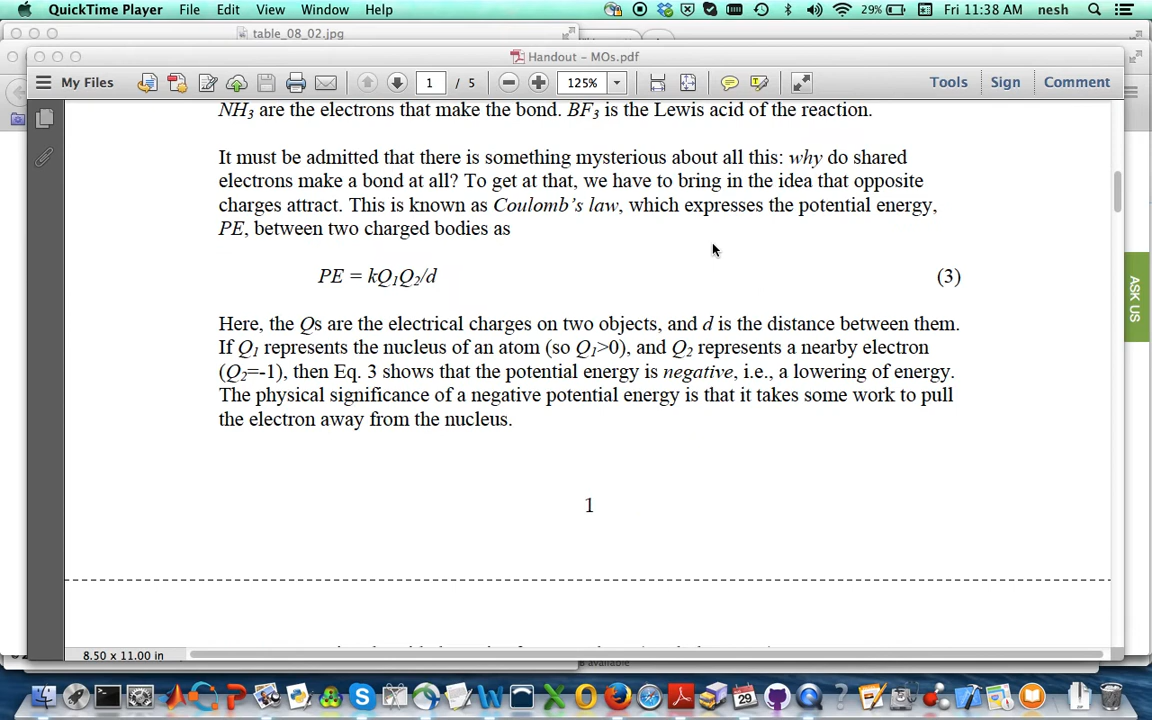 QuickTime Player File Edit View Window Help 29% Fri 11:38 AM nesh
table_08_02.jpg
Handout – MOs.pdf
My Files 1 / 5 125% Tools Sign Comment
NH3 are the electrons that make the bond. BF3 is the Lewis acid of the reaction.
It must be admitted that there is something mysterious about all this: why do shared
electrons make a bond at all? To get at that, we have to bring in the idea that opposite
charges attract. This is known as Coulomb's law, which expresses the potential energy,
PE, between two charged bodies as
PE = kQ1Q2/d (3)
ASK US
Here, the Qs are the electrical charges on two objects, and d is the distance between them.
If Q1 represents the nucleus of an atom (so Q1>0), and Q2 represents a nearby electron
(Q2=-1), then Eq. 3 shows that the potential energy is negative, i.e., a lowering of energy.
The physical significance of a negative potential energy is that it takes some work to pull
the electron away from the nucleus.
1
8.50 x 11.00 in
available